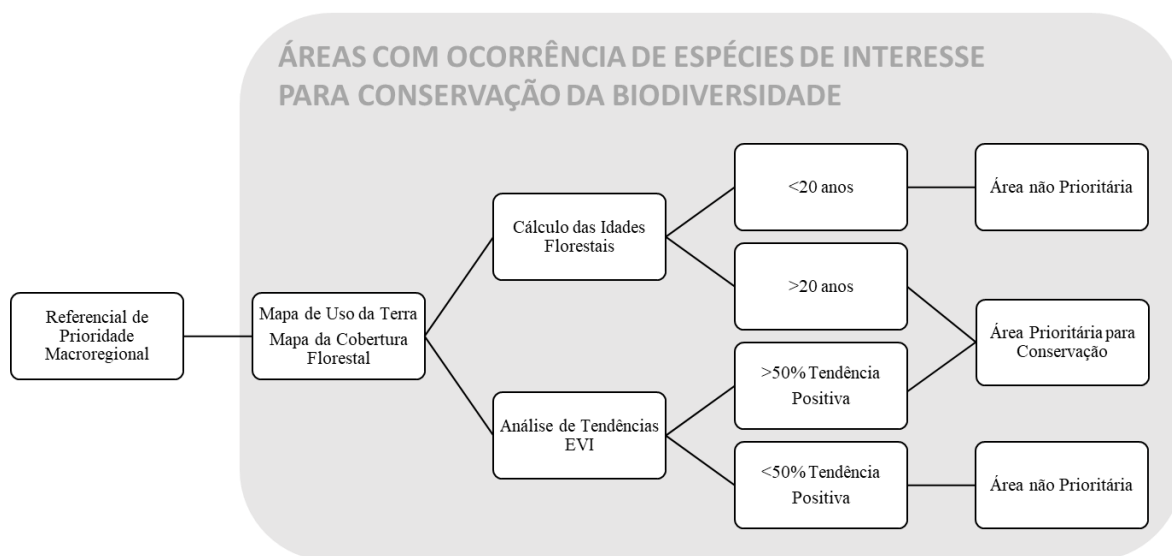 ÁREAS COM OCORRÊNCIA DE ESPÉCIES DE INTERESSE
PARA CONSERVAÇÃO DA BIODIVERSIDADE
Referencial de
Prioridade
Macroregional
Mapa de Uso da Terra
Mapa da Cobertura
Florestal
Cálculo das Idades
Florestais
<20 anos
Área não Prioritária
>20 anos
Área Prioritária para
Conservação
Análise de Tendências
EVI
>50% Tendência
Positiva
<50% Tendência
Positiva
Área não Prioritária